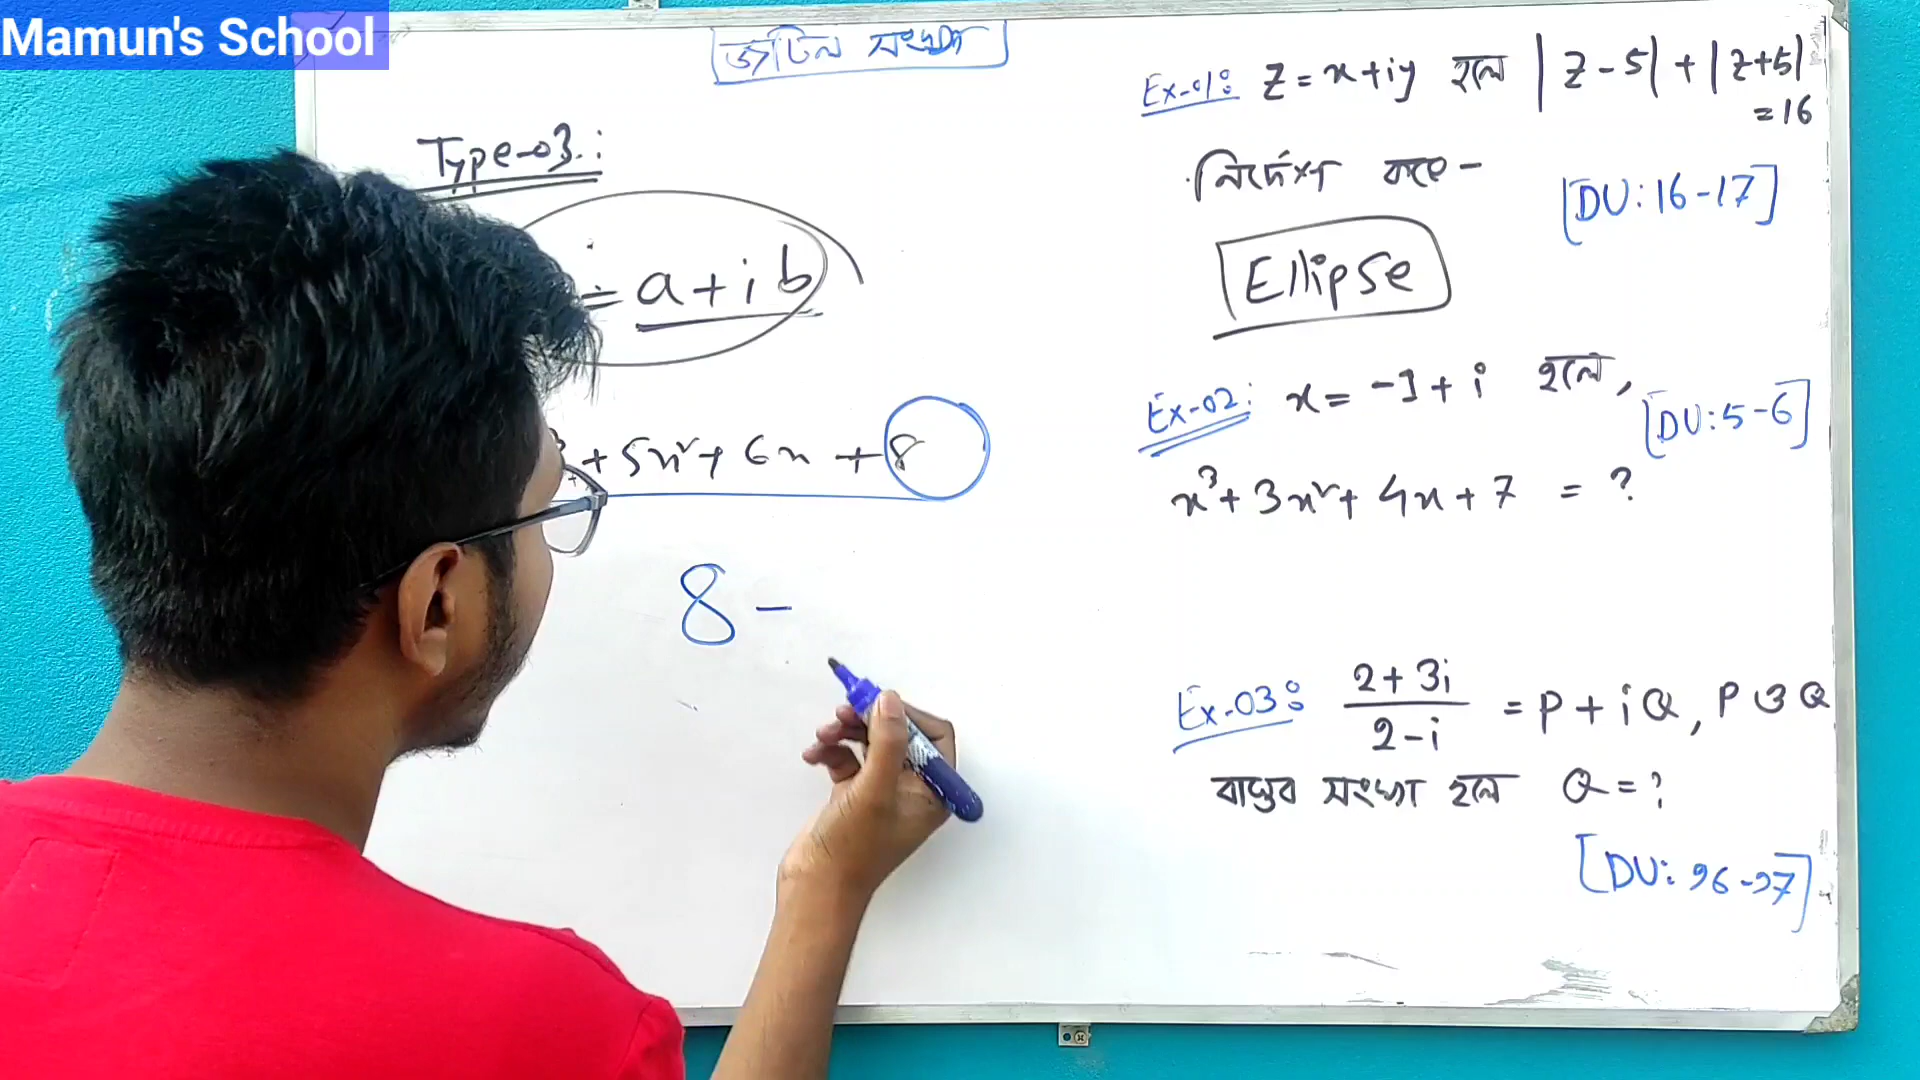 Mamun's School
জটিল সংখ্যা
Type-03.:
= a + i b
+ 5x² + 6x + 8
8 -
Ex-01: Z = x + iy হলে |Z - 5| + |Z + 5|
= 16
নির্দেশ করে -
[DU: 16-17]
Ellipse
Ex-02: x = -1 + i হলে,
[DU: 5-6]
x³ + 3x² + 4x + 7 = ?
Ex-03: (2 + 3i)/(2 - i) = P + iQ, P ও Q
বাস্তব সংখ্যা হলে Q = ?
[DU: ৯৬-৯৭]